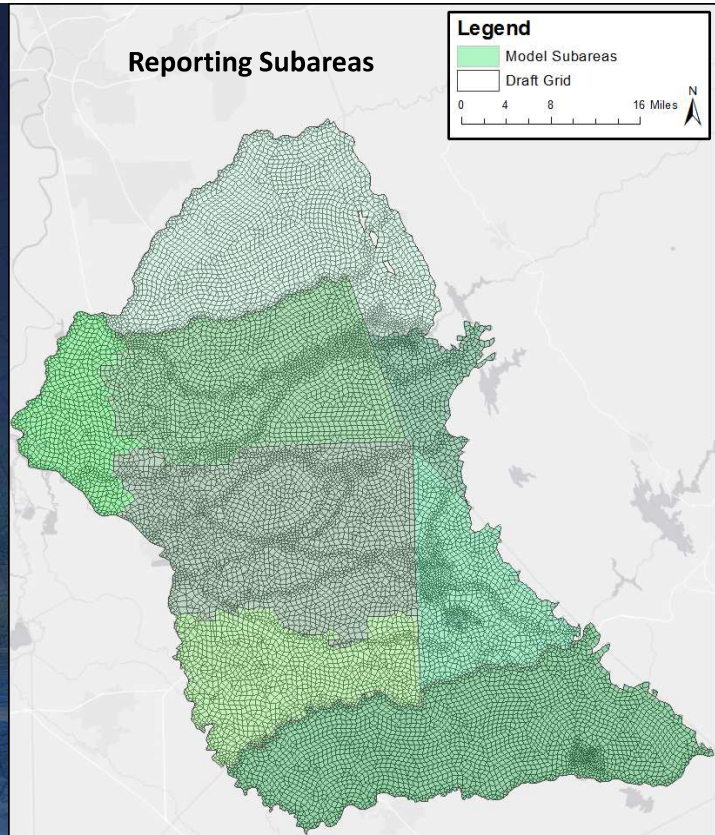 Reporting Subareas
Legend
Model Subareas
Draft Grid
N
0 4 8 16 Miles